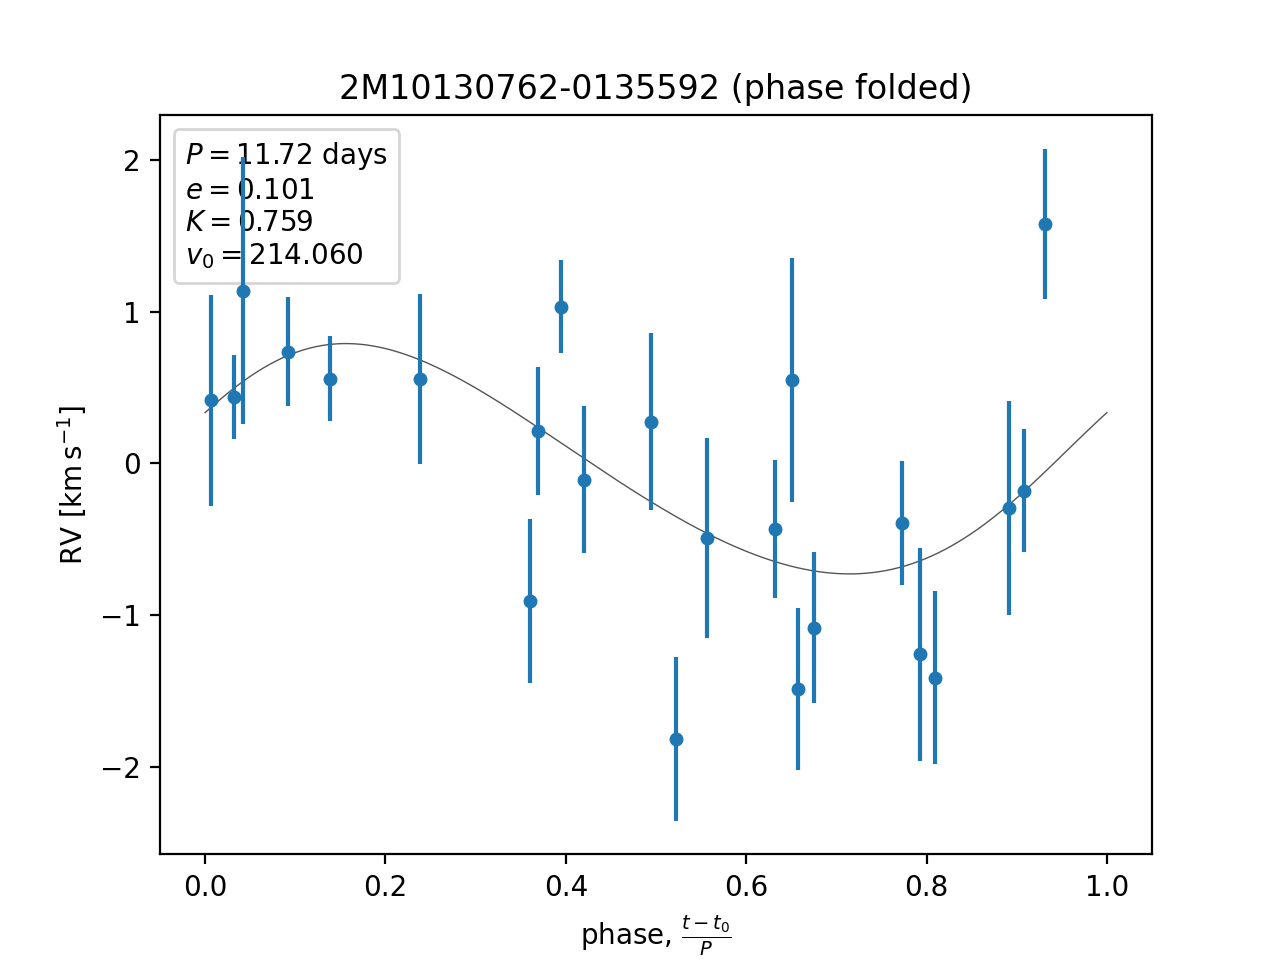 2M10130762-0135592 (phase folded)
P = 11.72 days
e = 0.101
K = 0.759
v₀ = 214.060
2
1
0
−1
−2
RV [km s⁻¹]
0.0 0.2 0.4 0.6 0.8 1.0
phase, (t − t₀)/P